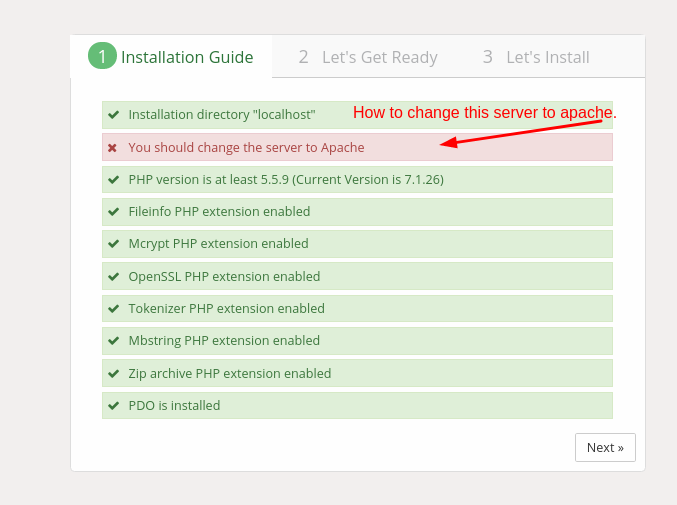 1 Installation Guide 2 Let's Get Ready 3 Let's Install
Installation directory "localhost" How to change this server to apache.
You should change the server to Apache
PHP version is at least 5.5.9 (Current Version is 7.1.26)
Fileinfo PHP extension enabled
Mcrypt PHP extension enabled
OpenSSL PHP extension enabled
Tokenizer PHP extension enabled
Mbstring PHP extension enabled
Zip archive PHP extension enabled
PDO is installed
Next »